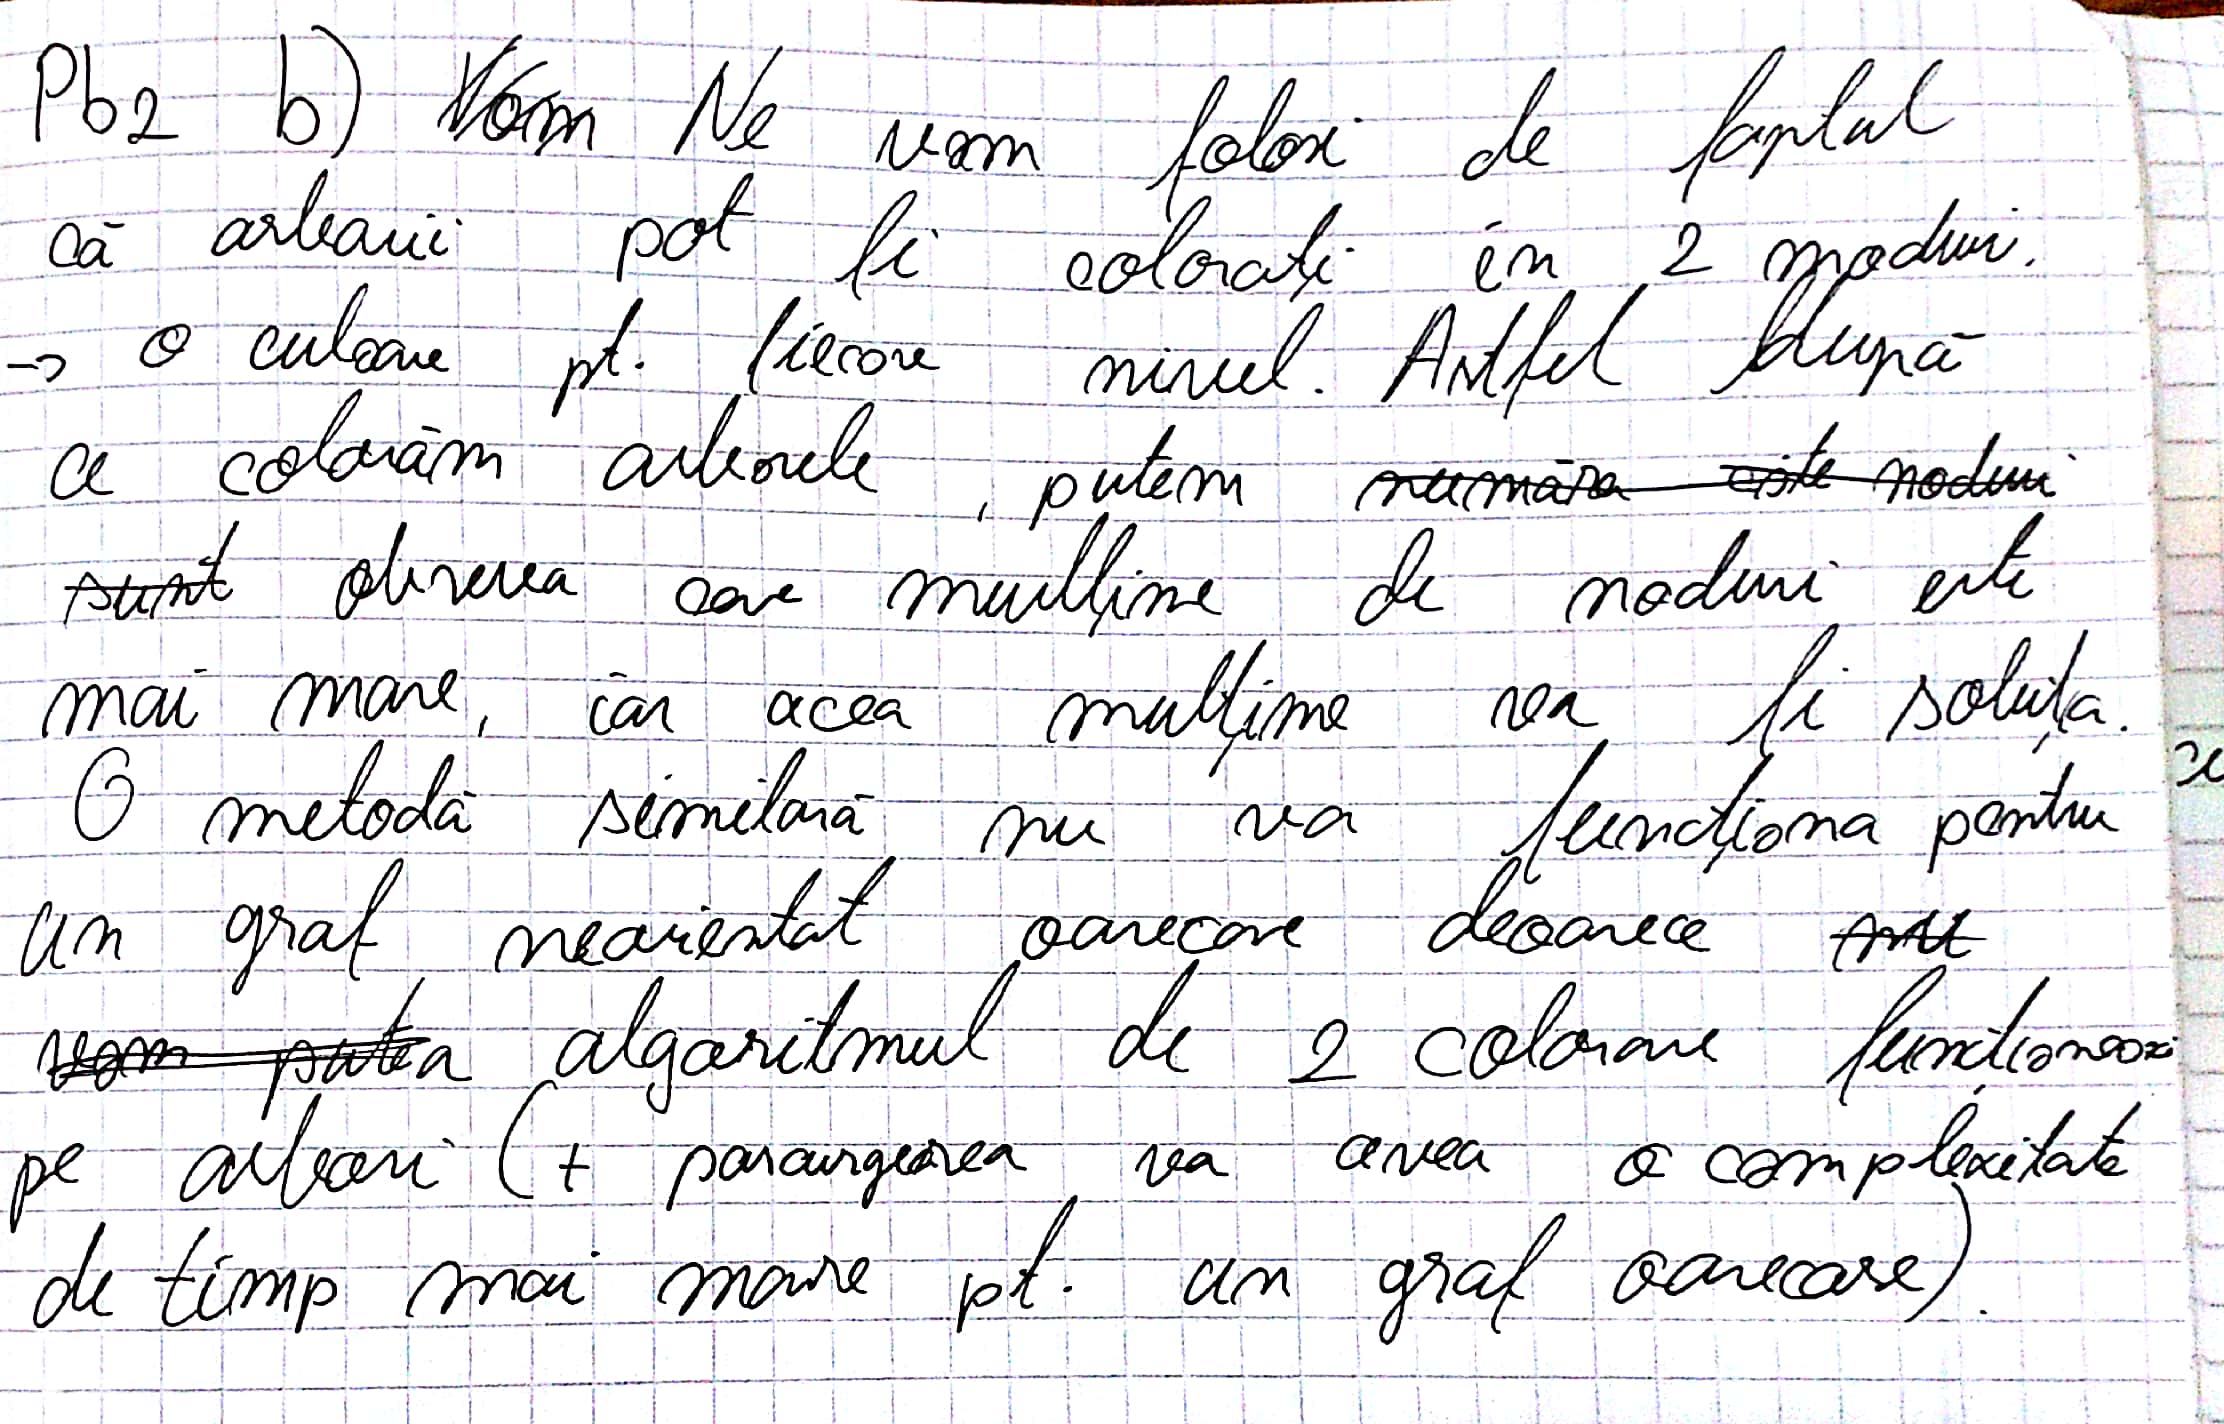 Pb2 b) Vom Ne vom folosi de faptul
că arborii pot fi colorați în 2 moduri.
-> o culoare pt. fiecare nivel. Astfel după
ce colorăm arborele, putem număra câte noduri
sunt observa care mulțime de noduri este
mai mare, iar acea mulțime va fi soluția.
O metodă similară nu va funcționa pentru
un graf neorientat oarecare deoarece nu
vom putea algoritmul de 2 colorare funcționează
pe arbori (+ parcurgerea va avea o complexitate
de timp mai mare pt. un graf oarecare).